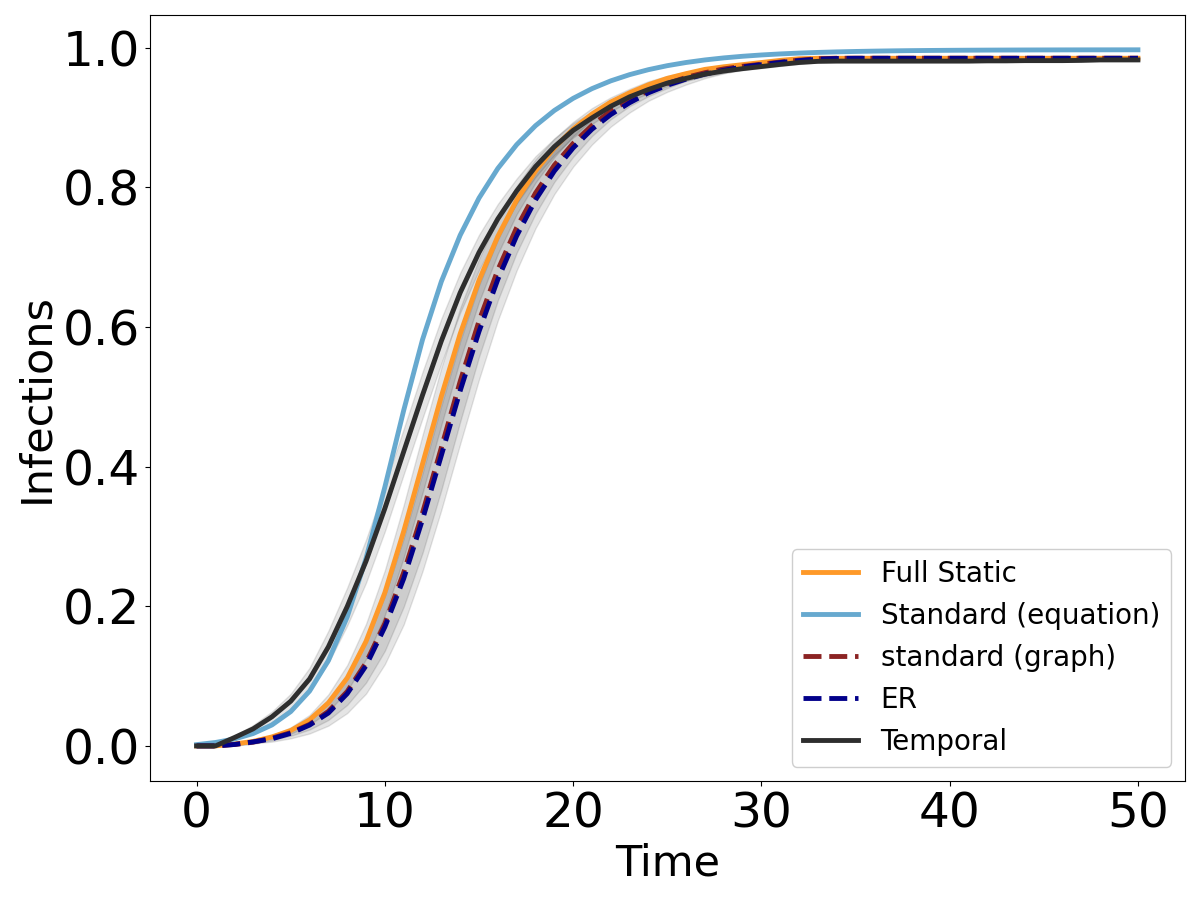 1.0
0.8
0.6
0.4
0.2
0.0
Infections
0 10 20 30 40 50
Time
Full Static
Standard (equation)
standard (graph)
ER
Temporal